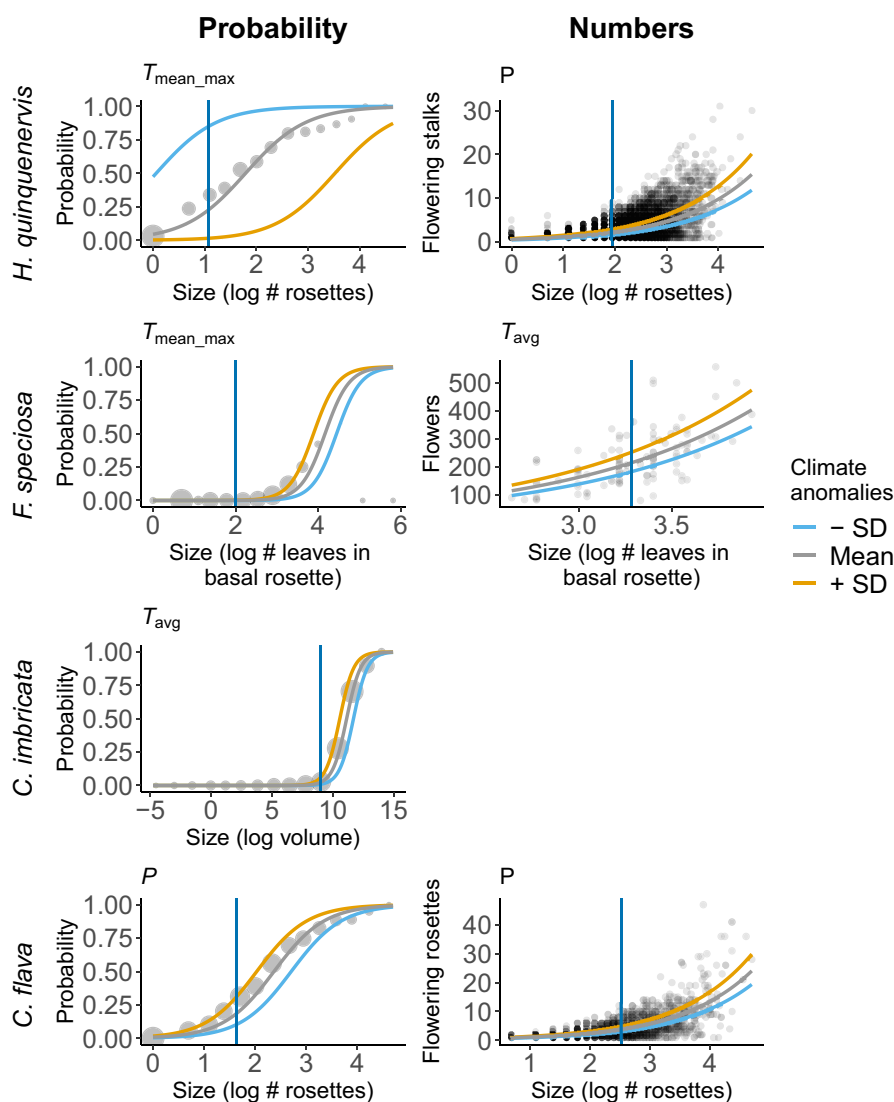 Probability
Numbers
H. quinquenervis
T mean_max
Probability
1.00
0.75
0.50
0.25
0.00
0 1 2 3 4
Size (log # rosettes)
P
Flowering stalks
30
20
10
0
0 1 2 3 4
Size (log # rosettes)
F. speciosa
T mean_max
Probability
1.00
0.75
0.50
0.25
0.00
0 2 4 6
Size (log # leaves in
basal rosette)
T avg
Flowers
500
400
300
200
100
3.0 3.5
Size (log # leaves in
basal rosette)
Climate
anomalies
− SD
Mean
+ SD
C. imbricata
T avg
Probability
1.00
0.75
0.50
0.25
0.00
−5 0 5 10 15
Size (log volume)
C. flava
P
Probability
1.00
0.75
0.50
0.25
0.00
0 1 2 3 4
Size (log # rosettes)
P
Flowering rosettes
40
30
20
10
0
1 2 3 4
Size (log # rosettes)